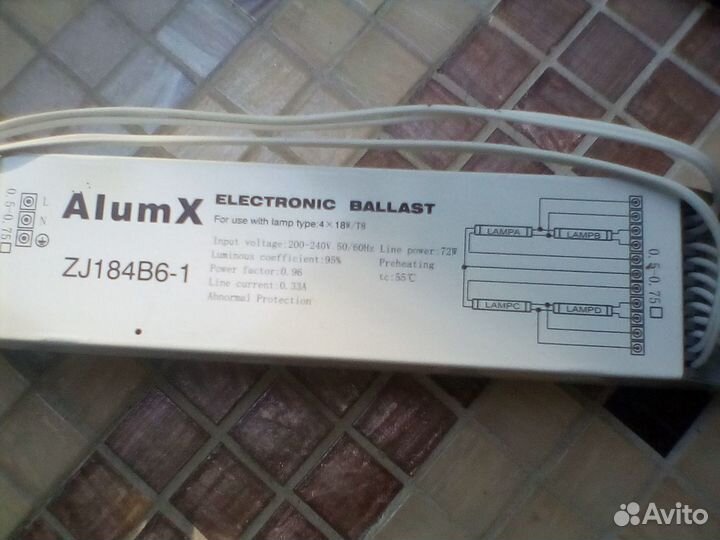 AlumX
ELECTRONIC BALLAST
For use with lamp type:4×18W/T8
Input voltage:200-240V 50/60Hz Line power:72W
Luminous coefficient:95% Preheating
Power factor:0.96 tc:55℃
Line current:0.33A
Abnormal Protection
ZJ184B6-1
L
N
0.5-0.75
LAMPA
LAMPB
LAMPC
LAMPD
0.5-0.75
Avito